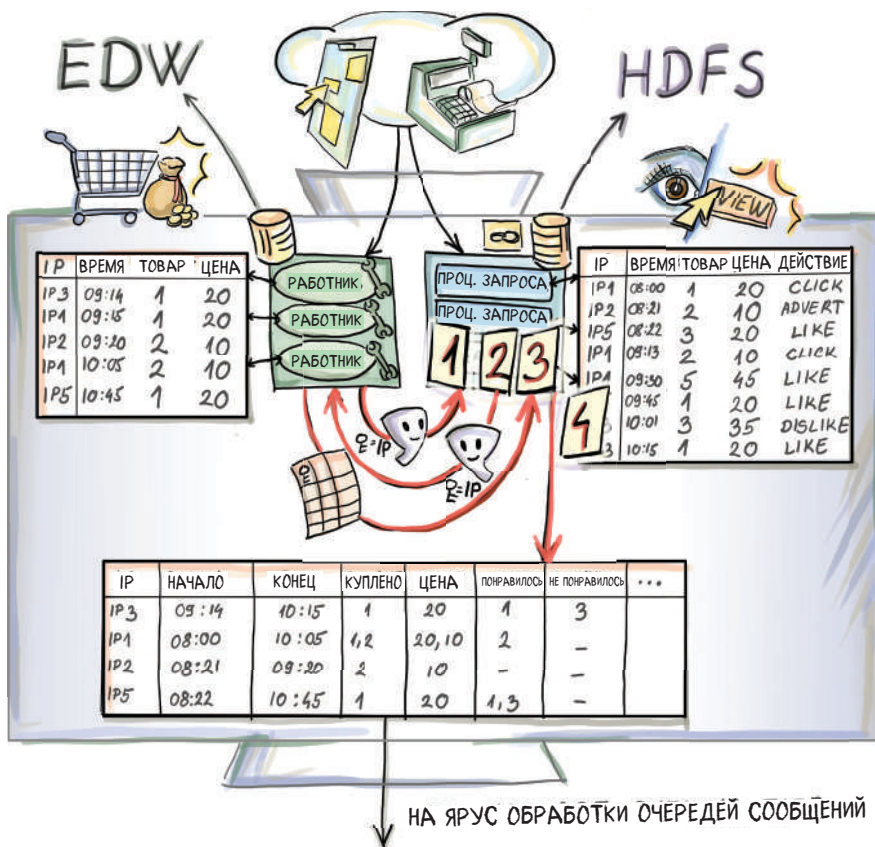 EDW
HDFS
VIEW
IP ВРЕМЯ ТОВАР ЦЕНА
IP3 09:14 1 20
IP1 09:15 1 20
IP2 09:20 2 10
IP1 10:05 2 10
IP5 10:45 1 20
РАБОТНИК
РАБОТНИК
РАБОТНИК
ПРОЦ. ЗАПРОСА
ПРОЦ. ЗАПРОСА
1 2 3
4
IP ВРЕМЯ ТОВАР ЦЕНА ДЕЙСТВИЕ
IP1 08:00 1 20 CLICK
IP2 08:21 2 10 ADVERT
IP5 08:22 3 20 LIKE
IP1 09:13 2 10 CLICK
IP1 09:30 5 45 LIKE
09:45 1 20 LIKE
10:01 3 35 DISLIKE
3 10:15 1 20 LIKE
=IP
=IP
IP НАЧАЛО КОНЕЦ КУПЛЕНО ЦЕНА ПОНРАВИЛОСЬ НЕ ПОНРАВИЛОСЬ ...
IP3 09:14 10:15 1 20 1 3
IP1 08:00 10:05 1,2 20,10 2 –
IP2 08:21 09:20 2 10 – –
IP5 08:22 10:45 1 20 1,3 –
НА ЯРУС ОБРАБОТКИ ОЧЕРЕДЕЙ СООБЩЕНИЙ